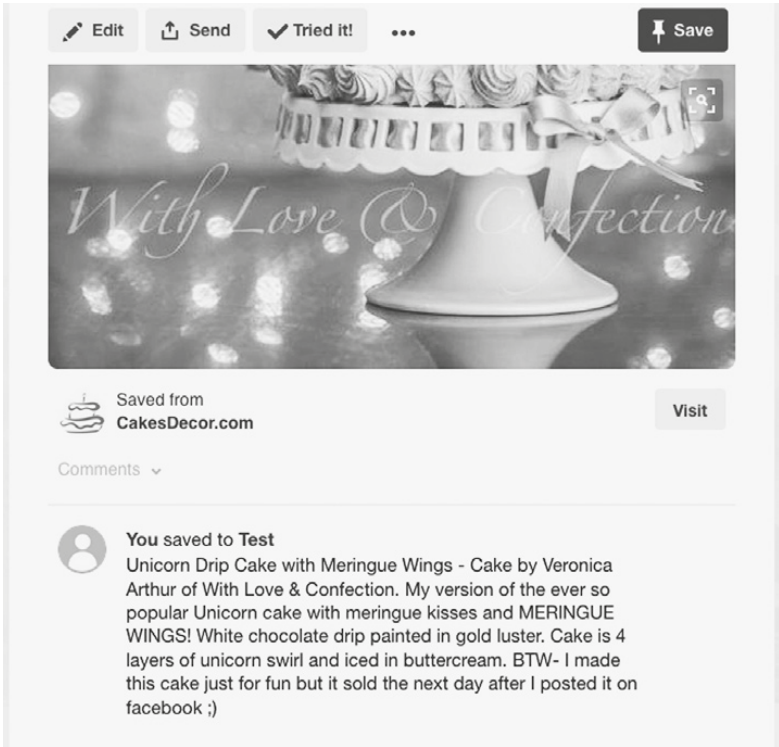 Edit Send Tried it! ••• Save
With Love & Confection
Saved from
CakesDecor.com
Visit
Comments
You saved to Test
Unicorn Drip Cake with Meringue Wings - Cake by Veronica
Arthur of With Love & Confection. My version of the ever so
popular Unicorn cake with meringue kisses and MERINGUE
WINGS! White chocolate drip painted in gold luster. Cake is 4
layers of unicorn swirl and iced in buttercream. BTW- I made
this cake just for fun but it sold the next day after I posted it on
facebook ;)